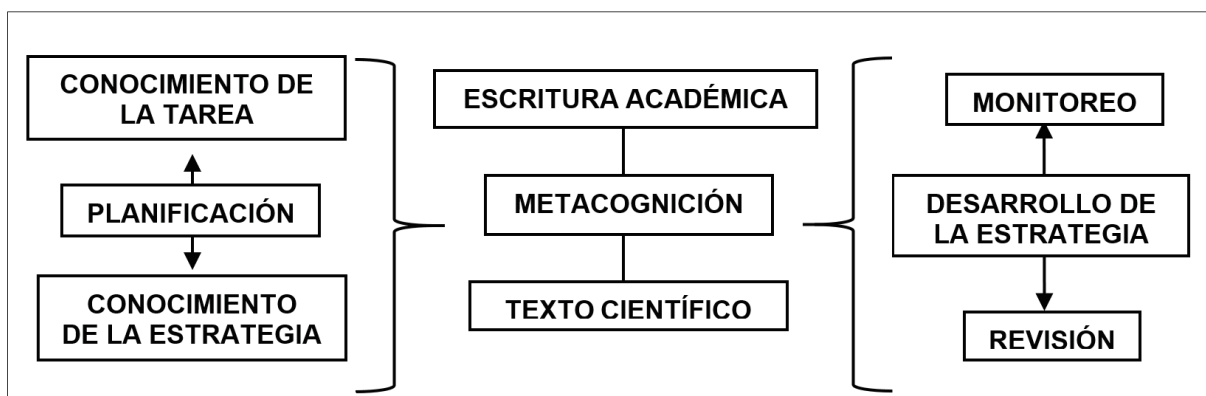 CONOCIMIENTO DE
LA TAREA
PLANIFICACIÓN
CONOCIMIENTO
DE LA ESTRATEGIA
ESCRITURA ACADÉMICA
METACOGNICIÓN
TEXTO CIENTÍFICO
MONITOREO
DESARROLLO DE
LA ESTRATEGIA
REVISIÓN